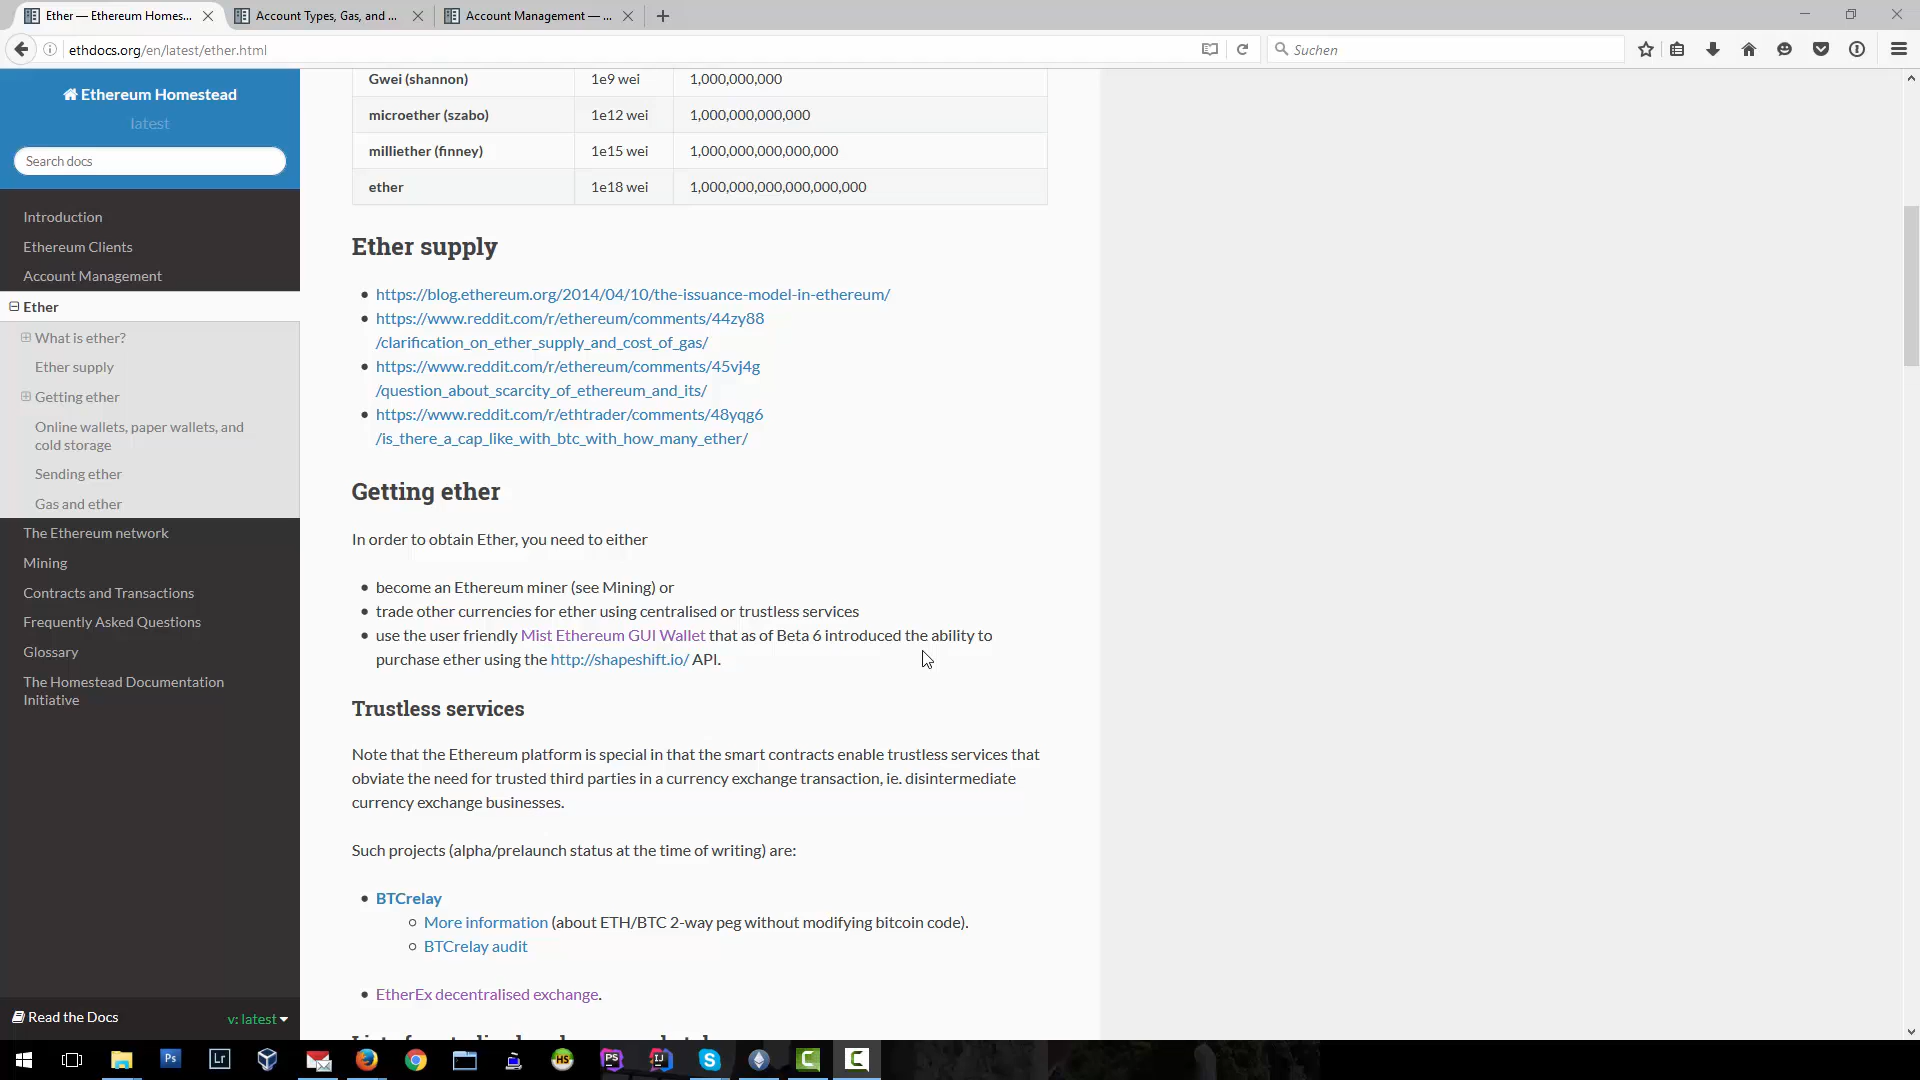 Ether — Ethereum Homes...
Account Types, Gas, and ...
Account Management — ...
ethdocs.org/en/latest/ether.html
Suchen
Ethereum Homestead
latest
Search docs
Introduction
Ethereum Clients
Account Management
Ether
What is ether?
Ether supply
Getting ether
Online wallets, paper wallets, and
cold storage
Sending ether
Gas and ether
The Ethereum network
Mining
Contracts and Transactions
Frequently Asked Questions
Glossary
The Homestead Documentation
Initiative
Read the Docs
v: latest
Gwei (shannon) 1e9 wei 1,000,000,000
microether (szabo) 1e12 wei 1,000,000,000,000
milliether (finney) 1e15 wei 1,000,000,000,000,000
ether 1e18 wei 1,000,000,000,000,000,000
Ether supply
• https://blog.ethereum.org/2014/04/10/the-issuance-model-in-ethereum/
• https://www.reddit.com/r/ethereum/comments/44zy88
/clarification_on_ether_supply_and_cost_of_gas/
• https://www.reddit.com/r/ethereum/comments/45vj4g
/question_about_scarcity_of_ethereum_and_its/
• https://www.reddit.com/r/ethtrader/comments/48yqg6
/is_there_a_cap_like_with_btc_with_how_many_ether/
Getting ether
In order to obtain Ether, you need to either
• become an Ethereum miner (see Mining) or
• trade other currencies for ether using centralised or trustless services
• use the user friendly Mist Ethereum GUI Wallet that as of Beta 6 introduced the ability to
purchase ether using the http://shapeshift.io/ API.
Trustless services
Note that the Ethereum platform is special in that the smart contracts enable trustless services that
obviate the need for trusted third parties in a currency exchange transaction, ie. disintermediate
currency exchange businesses.
Such projects (alpha/prelaunch status at the time of writing) are:
• BTCrelay
◦ More information (about ETH/BTC 2-way peg without modifying bitcoin code).
◦ BTCrelay audit
• EtherEx decentralised exchange.
Ps
Lr
HS
PS
IJ